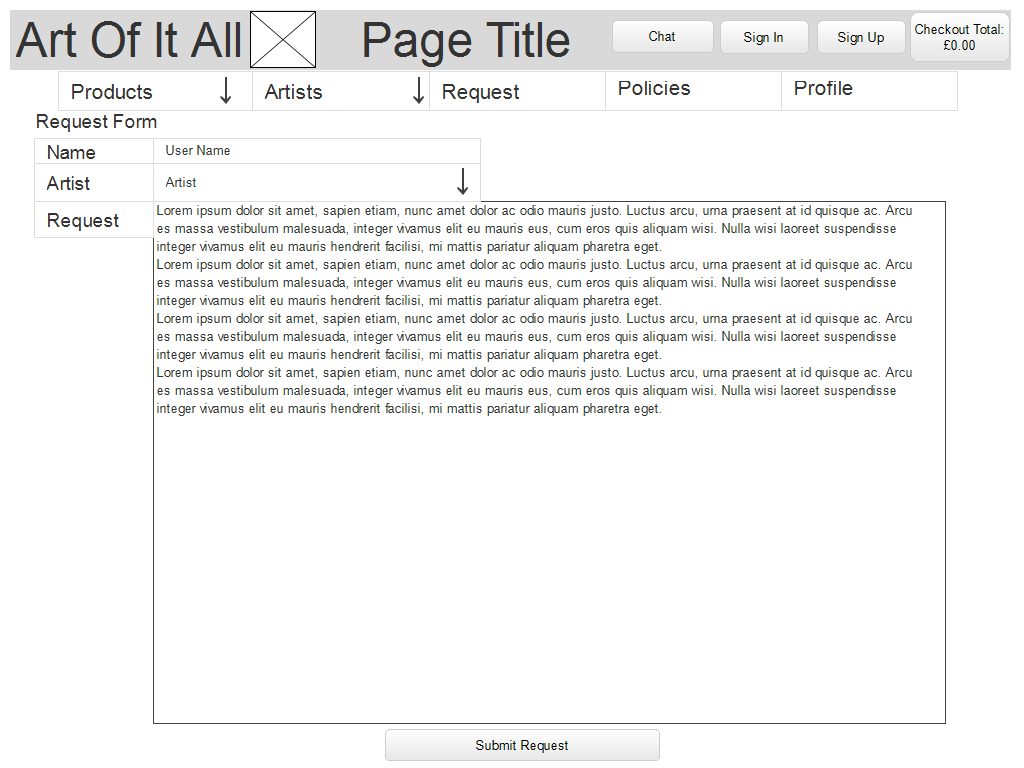 Art Of It All
Page Title
Chat
Sign In
Sign Up
Checkout Total:
£0.00
Products
Artists
Request
Policies
Profile
Request Form
Name
User Name
Artist
Artist
Request
Lorem ipsum dolor sit amet, sapien etiam, nunc amet dolor ac odio mauris justo. Luctus arcu, urna praesent at id quisque ac. Arcu
es massa vestibulum malesuada, integer vivamus elit eu mauris eus, cum eros quis aliquam wisi. Nulla wisi laoreet suspendisse
integer vivamus elit eu mauris hendrerit facilisi, mi mattis pariatur aliquam pharetra eget.
Lorem ipsum dolor sit amet, sapien etiam, nunc amet dolor ac odio mauris justo. Luctus arcu, urna praesent at id quisque ac. Arcu
es massa vestibulum malesuada, integer vivamus elit eu mauris eus, cum eros quis aliquam wisi. Nulla wisi laoreet suspendisse
integer vivamus elit eu mauris hendrerit facilisi, mi mattis pariatur aliquam pharetra eget.
Lorem ipsum dolor sit amet, sapien etiam, nunc amet dolor ac odio mauris justo. Luctus arcu, urna praesent at id quisque ac. Arcu
es massa vestibulum malesuada, integer vivamus elit eu mauris eus, cum eros quis aliquam wisi. Nulla wisi laoreet suspendisse
integer vivamus elit eu mauris hendrerit facilisi, mi mattis pariatur aliquam pharetra eget.
Lorem ipsum dolor sit amet, sapien etiam, nunc amet dolor ac odio mauris justo. Luctus arcu, urna praesent at id quisque ac. Arcu
es massa vestibulum malesuada, integer vivamus elit eu mauris eus, cum eros quis aliquam wisi. Nulla wisi laoreet suspendisse
integer vivamus elit eu mauris hendrerit facilisi, mi mattis pariatur aliquam pharetra eget.
Submit Request